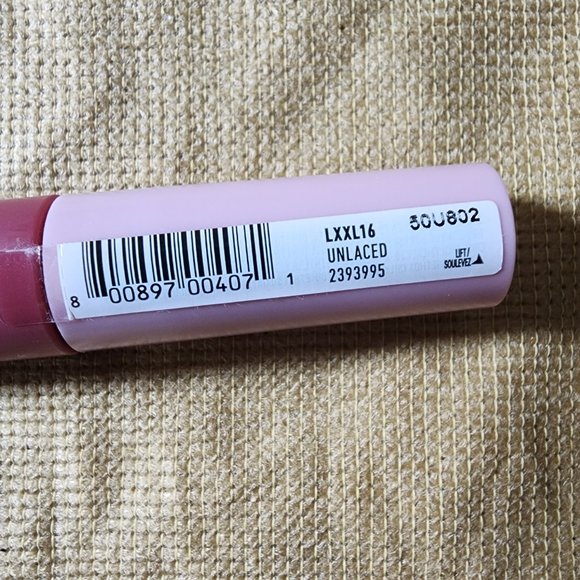 8 00897 00407 1
LXXL16
UNLACED
2393995
50U802
LIFT/
SOULEVEZ